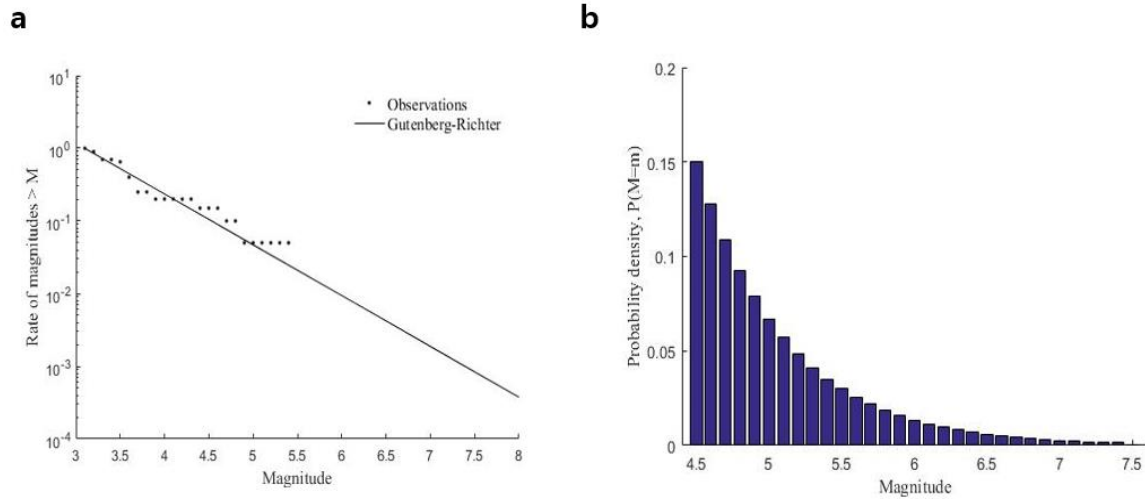 a
b
10^1
10^0
10^-1
10^-2
10^-3
10^-4
Rate of magnitudes > M
Observations
Gutenberg-Richter
3 3.5 4 4.5 5 5.5 6 6.5 7 7.5 8
Magnitude
0.2
0.15
0.1
0.05
0
Probability density, P(M=m)
4.5 5 5.5 6 6.5 7 7.5
Magnitude